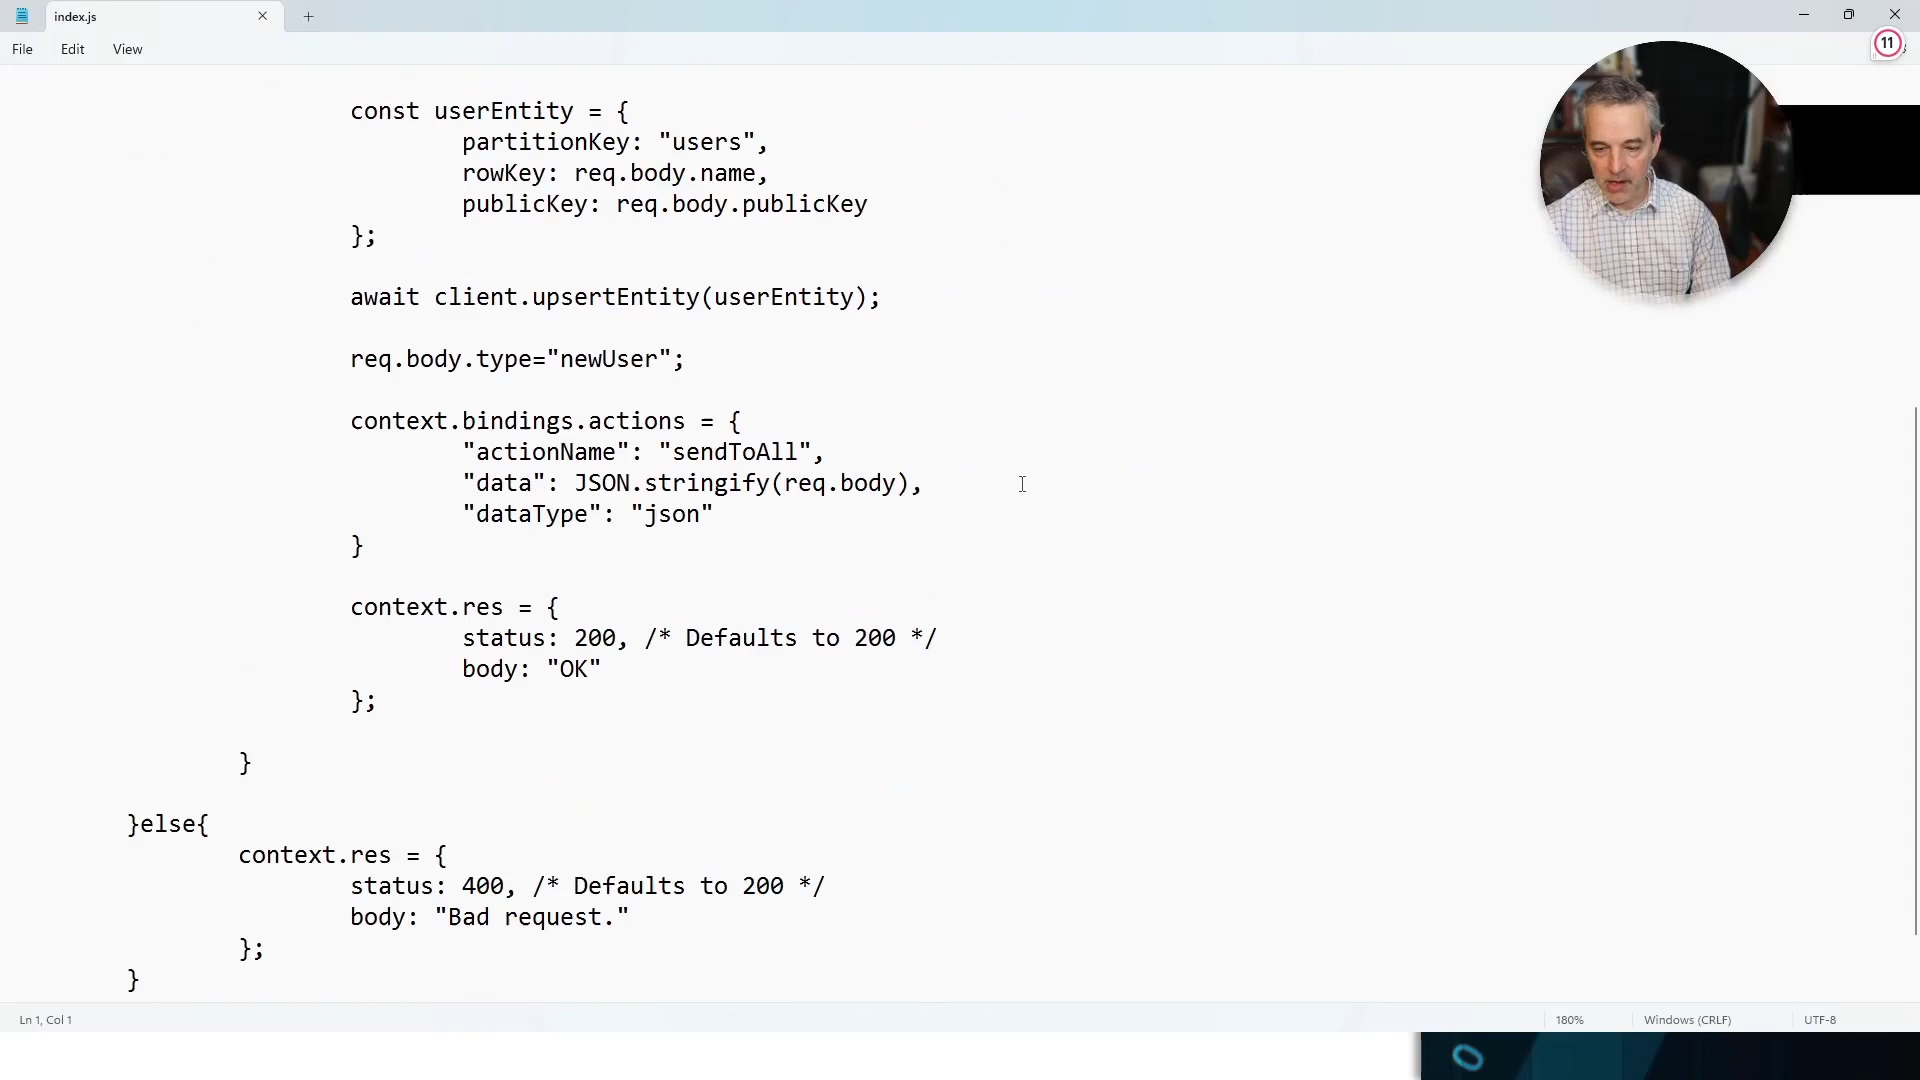 index.js
File Edit View
11
const userEntity = {
partitionKey: "users",
rowKey: req.body.name,
publicKey: req.body.publicKey
};
await client.upsertEntity(userEntity);
req.body.type="newUser";
context.bindings.actions = {
"actionName": "sendToAll",
"data": JSON.stringify(req.body),
"dataType": "json"
}
context.res = {
status: 200, /* Defaults to 200 */
body: "OK"
};
}
}else{
context.res = {
status: 400, /* Defaults to 200 */
body: "Bad request."
};
}
Ln 1, Col 1 180% Windows (CRLF) UTF-8